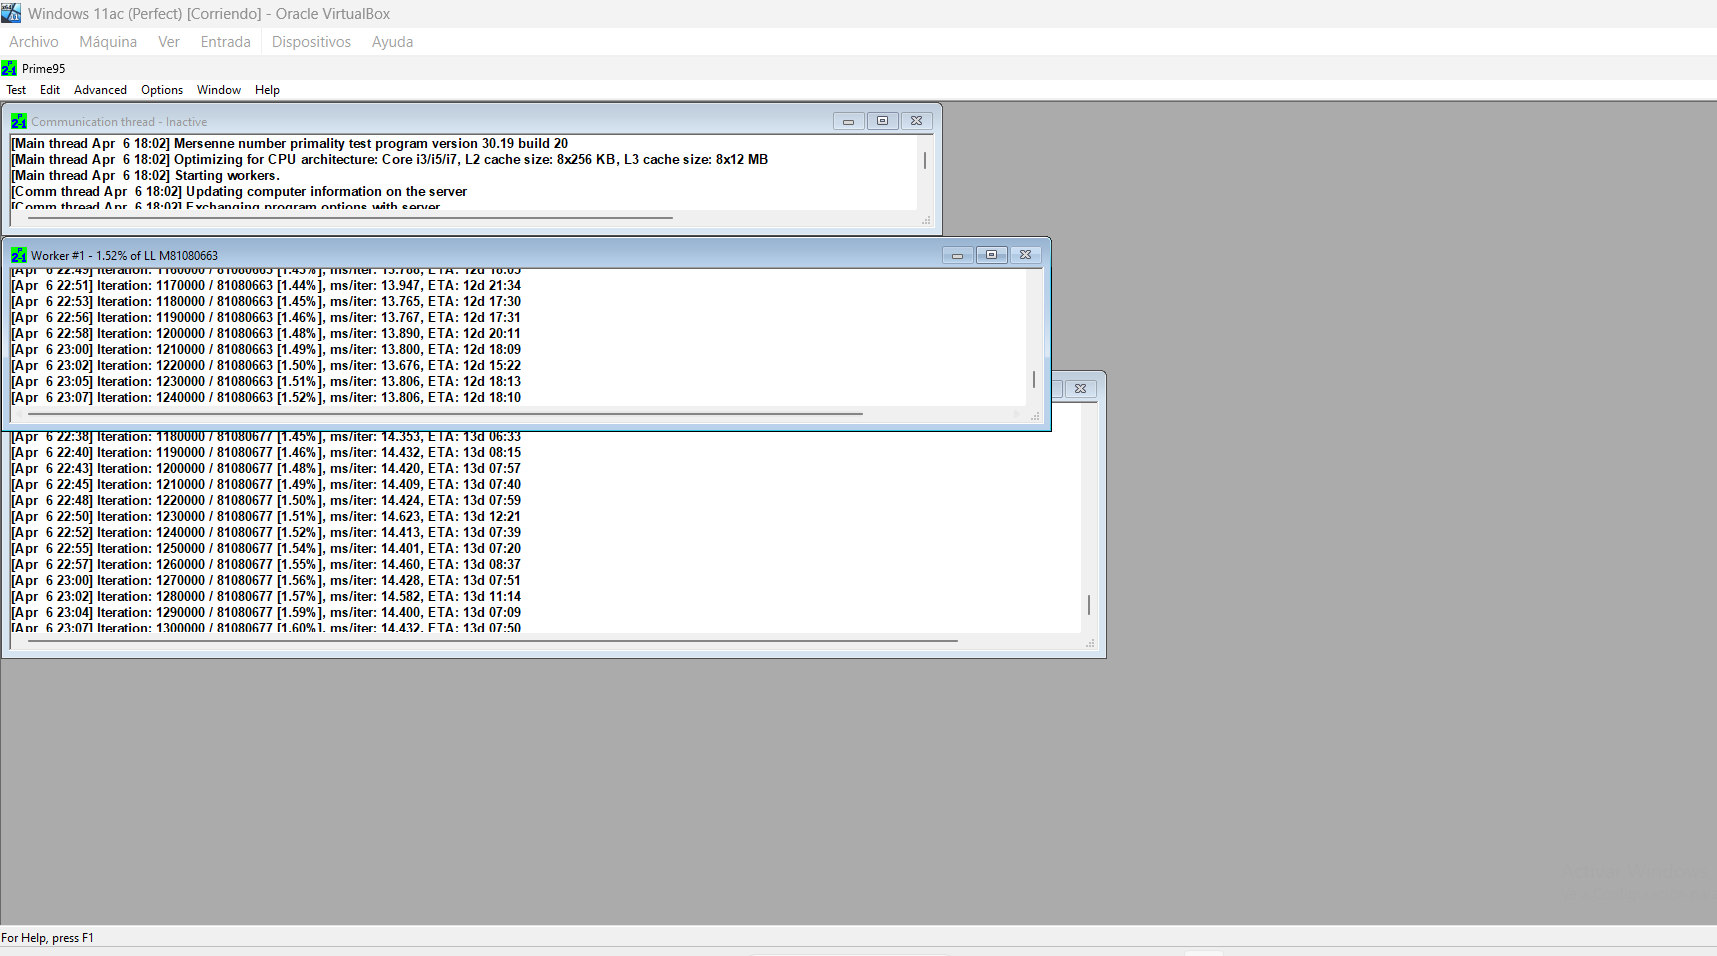 Windows 11ac (Perfect) [Corriendo] - Oracle VirtualBox
Archivo Máquina Ver Entrada Dispositivos Ayuda
Prime95
Test Edit Advanced Options Window Help
Communication thread - Inactive
[Main thread Apr 6 18:02] Mersenne number primality test program version 30.19 build 20
[Main thread Apr 6 18:02] Optimizing for CPU architecture: Core i3/i5/i7, L2 cache size: 8x256 KB, L3 cache size: 8x12 MB
[Main thread Apr 6 18:02] Starting workers.
[Comm thread Apr 6 18:02] Updating computer information on the server
[Comm thread Apr 6 18:02] Exchanging program options with server
Worker #1 - 1.52% of LL M81080663
[Apr 6 22:49] Iteration: 1160000 / 81080663 [1.43%], ms/iter: 13.788, ETA: 12d 18:05
[Apr 6 22:51] Iteration: 1170000 / 81080663 [1.44%], ms/iter: 13.947, ETA: 12d 21:34
[Apr 6 22:53] Iteration: 1180000 / 81080663 [1.45%], ms/iter: 13.765, ETA: 12d 17:30
[Apr 6 22:56] Iteration: 1190000 / 81080663 [1.46%], ms/iter: 13.767, ETA: 12d 17:31
[Apr 6 22:58] Iteration: 1200000 / 81080663 [1.48%], ms/iter: 13.890, ETA: 12d 20:11
[Apr 6 23:00] Iteration: 1210000 / 81080663 [1.49%], ms/iter: 13.800, ETA: 12d 18:09
[Apr 6 23:02] Iteration: 1220000 / 81080663 [1.50%], ms/iter: 13.676, ETA: 12d 15:22
[Apr 6 23:05] Iteration: 1230000 / 81080663 [1.51%], ms/iter: 13.806, ETA: 12d 18:13
[Apr 6 23:07] Iteration: 1240000 / 81080663 [1.52%], ms/iter: 13.806, ETA: 12d 18:10
[Apr 6 22:38] Iteration: 1180000 / 81080677 [1.45%], ms/iter: 14.353, ETA: 13d 06:33
[Apr 6 22:40] Iteration: 1190000 / 81080677 [1.46%], ms/iter: 14.432, ETA: 13d 08:15
[Apr 6 22:43] Iteration: 1200000 / 81080677 [1.48%], ms/iter: 14.420, ETA: 13d 07:57
[Apr 6 22:45] Iteration: 1210000 / 81080677 [1.49%], ms/iter: 14.409, ETA: 13d 07:40
[Apr 6 22:48] Iteration: 1220000 / 81080677 [1.50%], ms/iter: 14.424, ETA: 13d 07:59
[Apr 6 22:50] Iteration: 1230000 / 81080677 [1.51%], ms/iter: 14.623, ETA: 13d 12:21
[Apr 6 22:52] Iteration: 1240000 / 81080677 [1.52%], ms/iter: 14.413, ETA: 13d 07:39
[Apr 6 22:55] Iteration: 1250000 / 81080677 [1.54%], ms/iter: 14.401, ETA: 13d 07:20
[Apr 6 22:57] Iteration: 1260000 / 81080677 [1.55%], ms/iter: 14.460, ETA: 13d 08:37
[Apr 6 23:00] Iteration: 1270000 / 81080677 [1.56%], ms/iter: 14.428, ETA: 13d 07:51
[Apr 6 23:02] Iteration: 1280000 / 81080677 [1.57%], ms/iter: 14.582, ETA: 13d 11:14
[Apr 6 23:04] Iteration: 1290000 / 81080677 [1.59%], ms/iter: 14.400, ETA: 13d 07:09
[Apr 6 23:07] Iteration: 1300000 / 81080677 [1.60%], ms/iter: 14.432, ETA: 13d 07:50
For Help, press F1